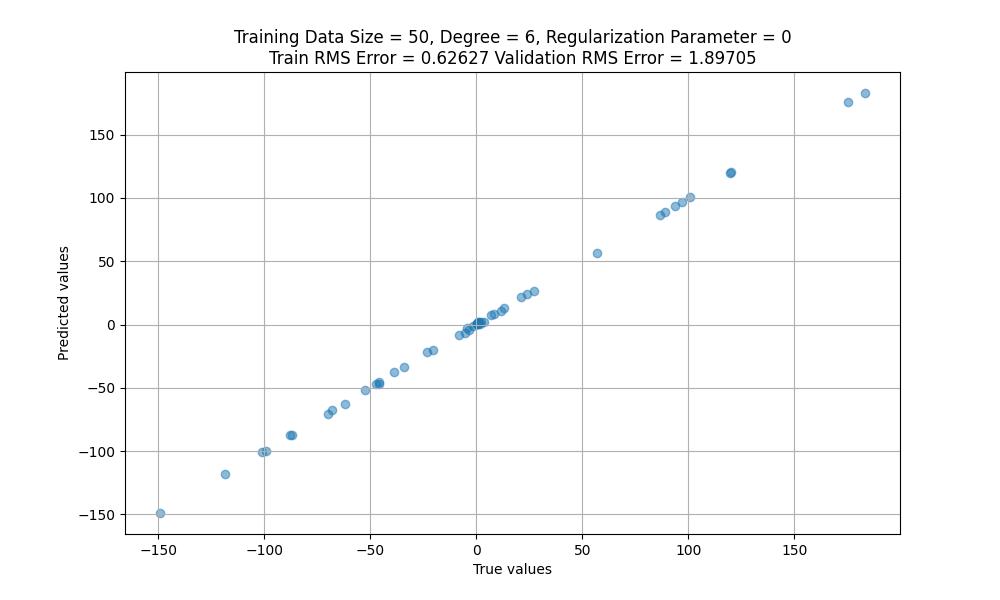 Training Data Size = 50, Degree = 6, Regularization Parameter = 0
Train RMS Error = 0.62627 Validation RMS Error = 1.89705
150
100
50
0
−50
−100
−150
Predicted values
−150 −100 −50 0 50 100 150
True values